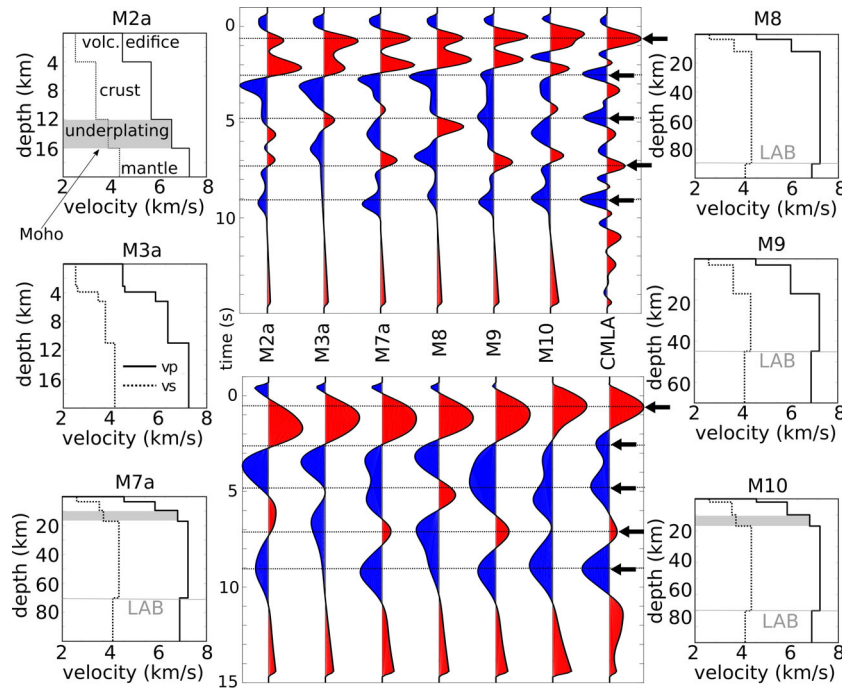 M2a
volc. edifice
crust
underplating
mantle
4
8
12
16
depth (km)
2 4 6 8
velocity (km/s)
Moho
M3a
4
8
12
16
depth (km)
vp
vs
2 4 6 8
velocity (km/s)
M7a
20
40
60
80
depth (km)
LAB
2 4 6 8
velocity (km/s)
0
5
10
time (s)
M2a M3a M7a M8 M9 M10 CMLA
0
5
10
15
M8
20
40
60
80
depth (km)
LAB
2 4 6 8
velocity (km/s)
M9
20
40
60
depth (km)
LAB
2 4 6 8
velocity (km/s)
M10
20
40
60
80
depth (km)
LAB
2 4 6 8
velocity (km/s)